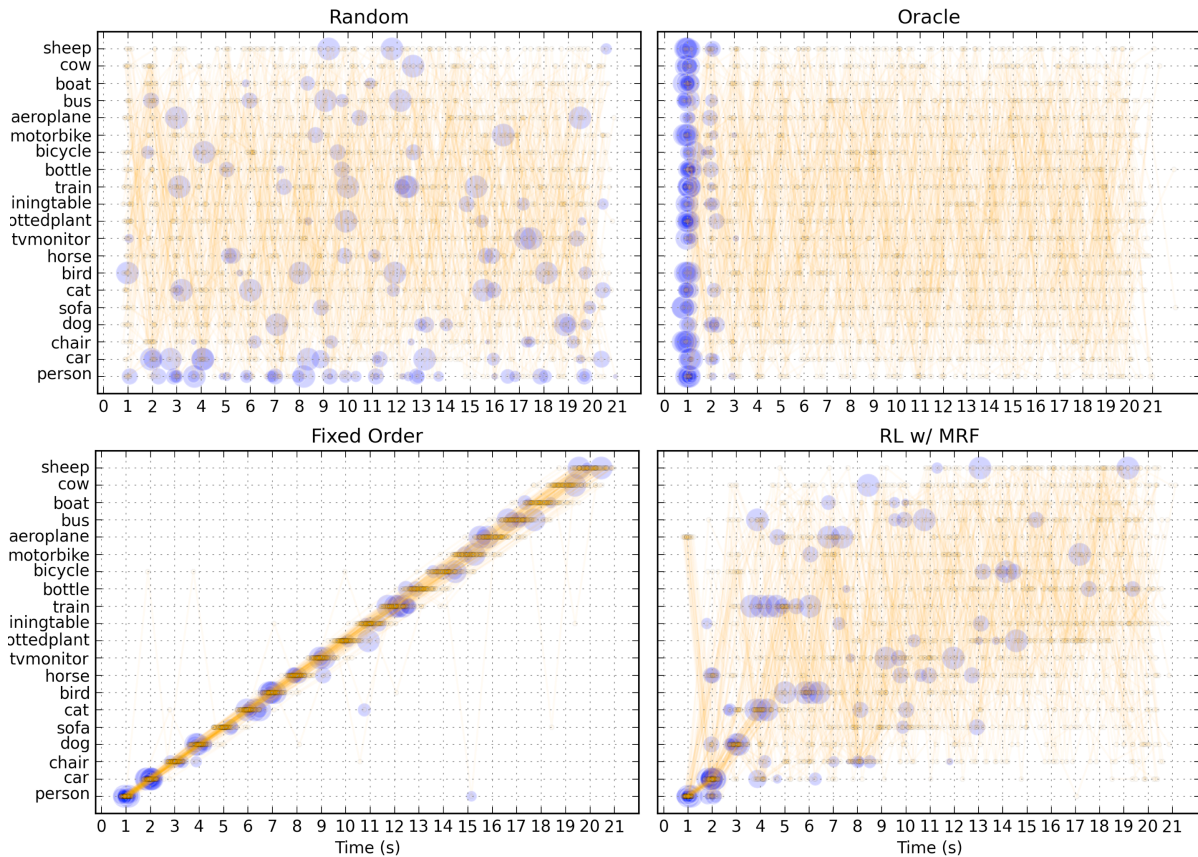 Random
Oracle
sheep
cow
boat
bus
aeroplane
motorbike
bicycle
bottle
train
iningtable
ottedplant
tvmonitor
horse
bird
cat
sofa
dog
chair
car
person
0 1 2 3 4 5 6 7 8 9 10 11 12 13 14 15 16 17 18 19 20 21
0 1 2 3 4 5 6 7 8 9 10 11 12 13 14 15 16 17 18 19 20 21
Fixed Order
RL w/ MRF
sheep
cow
boat
bus
aeroplane
motorbike
bicycle
bottle
train
iningtable
ottedplant
tvmonitor
horse
bird
cat
sofa
dog
chair
car
person
0 1 2 3 4 5 6 7 8 9 10 11 12 13 14 15 16 17 18 19 20 21
0 1 2 3 4 5 6 7 8 9 10 11 12 13 14 15 16 17 18 19 20 21
Time (s)
Time (s)